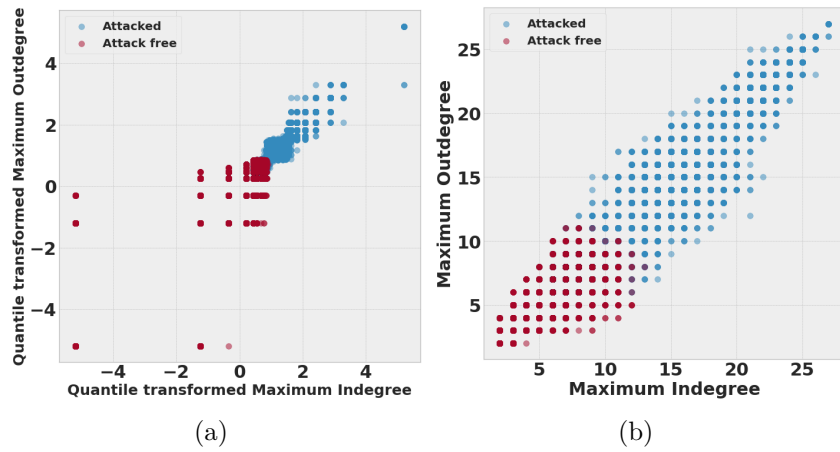 Quantile transformed Maximum Outdegree
4
2
0
−2
−4
Attacked
Attack free
−4
−2
0
2
4
Quantile transformed Maximum Indegree
(a)
Maximum Outdegree
25
20
15
10
5
Attacked
Attack free
5
10
15
20
25
Maximum Indegree
(b)